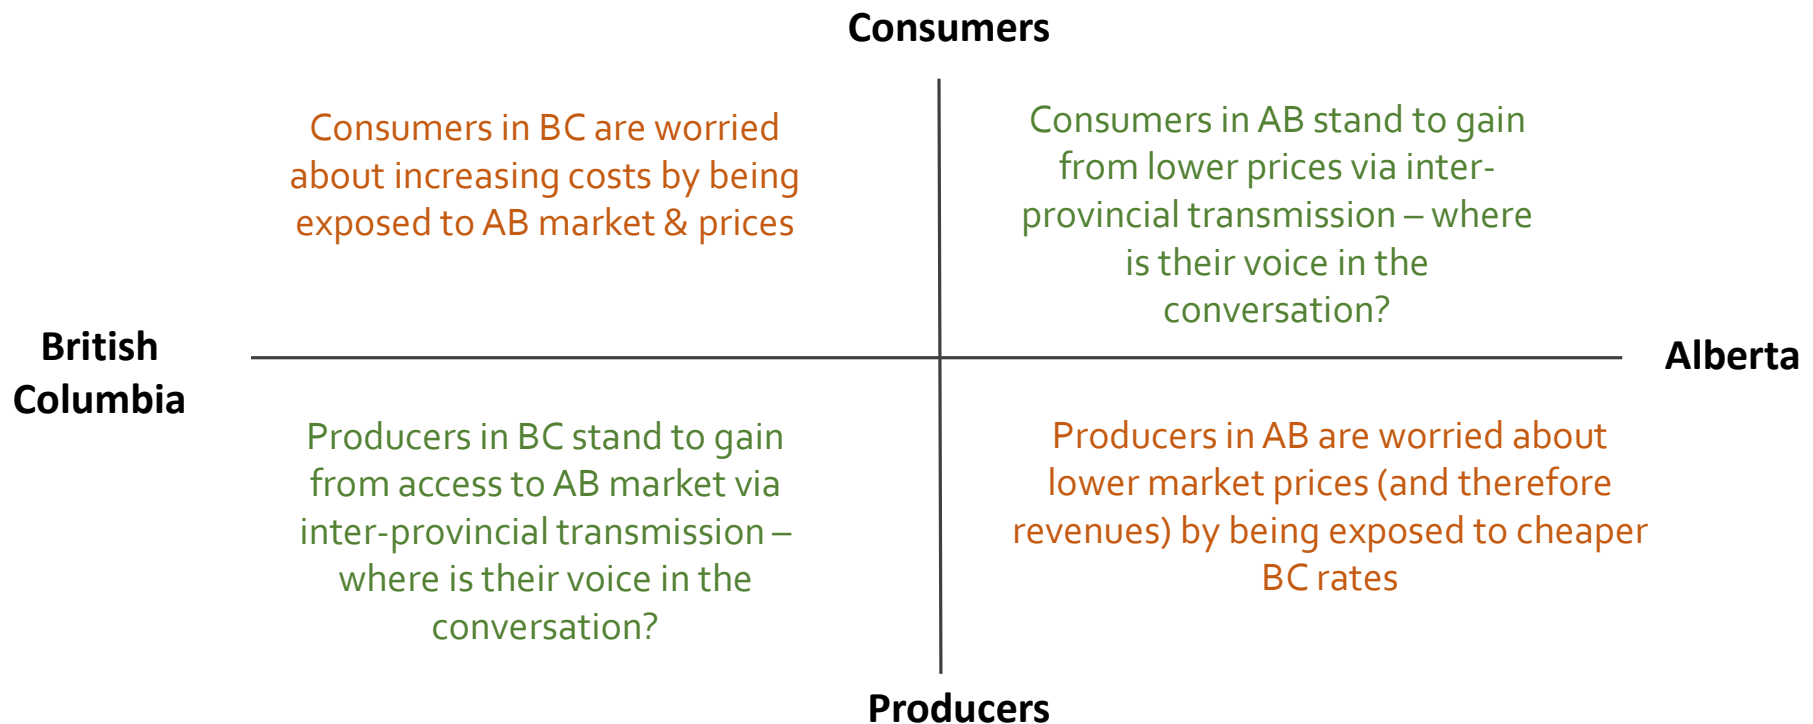 Consumers
Consumers in BC are worried
about increasing costs by being
exposed to AB market & prices
Consumers in AB stand to gain
from lower prices via inter-
provincial transmission – where
is their voice in the
conversation?
British
Columbia
Alberta
Producers in BC stand to gain
from access to AB market via
inter-provincial transmission –
where is their voice in the
conversation?
Producers in AB are worried about
lower market prices (and therefore
revenues) by being exposed to cheaper
BC rates
Producers